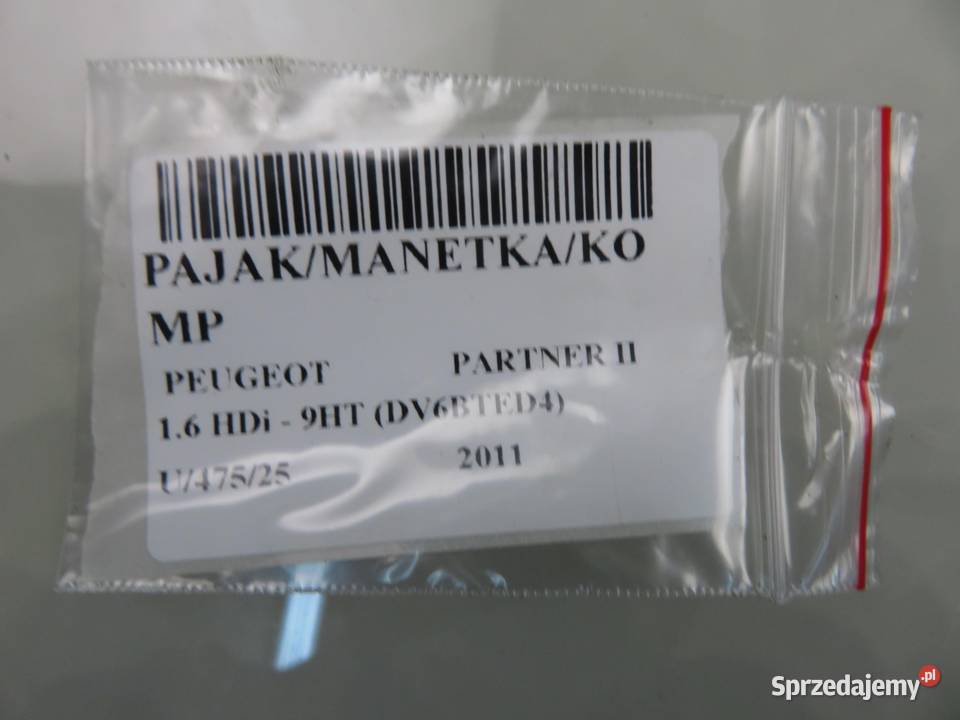 PAJAK/MANETKA/KO
MP
PEUGEOT PARTNER II
1.6 HDi - 9HT (DV6BTED4)
U/475/25 2011
Sprzedajemy.pl